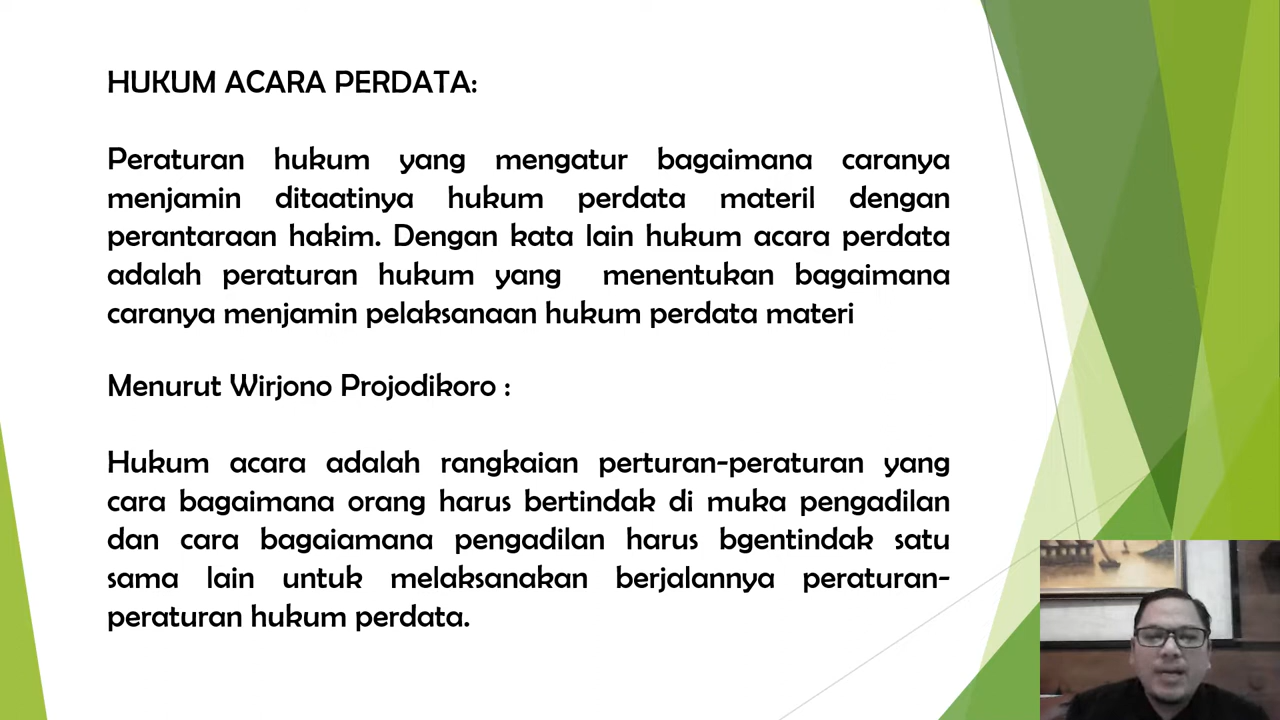 HUKUM ACARA PERDATA:
Peraturan hukum yang mengatur bagaimana caranya
menjamin ditaatinya hukum perdata materil dengan
perantaraan hakim. Dengan kata lain hukum acara perdata
adalah peraturan hukum yang menentukan bagaimana
caranya menjamin pelaksanaan hukum perdata materi
Menurut Wirjono Projodikoro :
Hukum acara adalah rangkaian perturan-peraturan yang
cara bagaimana orang harus bertindak di muka pengadilan
dan cara bagaiamana pengadilan harus bgentindak satu
sama lain untuk melaksanakan berjalannya peraturan-
peraturan hukum perdata.